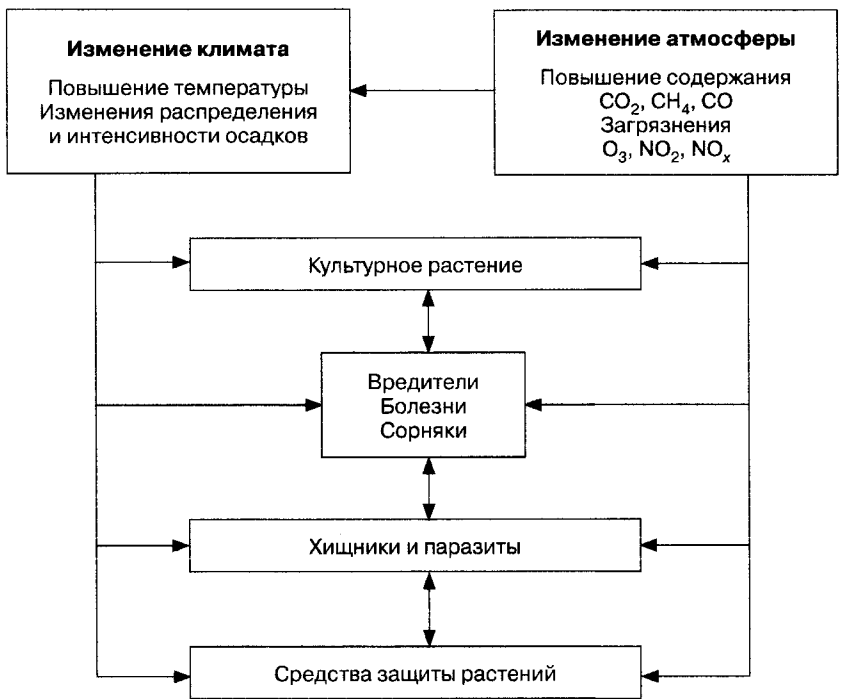 Изменение климата
Повышение температуры
Изменения распределения
и интенсивности осадков
Изменение атмосферы
Повышение содержания
CO₂, CH₄, CO
Загрязнения
O₃, NO₂, NOₓ
Культурное растение
Вредители
Болезни
Сорняки
Хищники и паразиты
Средства защиты растений